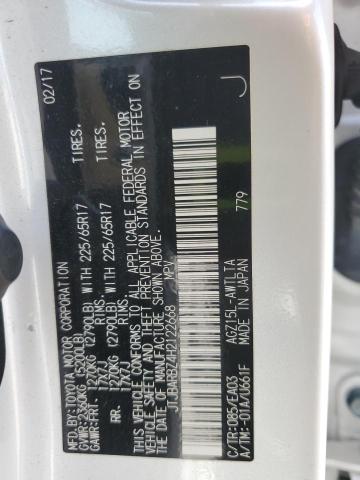 MFD.BY:TOYOTA MOTOR CORPORATION 02/17
GVWR:2360KG (5200LB)
GAWR:FRT. 1270KG (2790LB) WITH 225/65R17 TIRES.
17X7J RIMS.
RR. 1270KG (2790LB) WITH 225/65R17 TIRES.
17X7J RIMS.
THIS VEHICLE CONFORMS TO ALL APPLICABLE FEDERAL MOTOR
VEHICLE SAFETY AND THEFT PREVENTION STANDARDS IN EFFECT ON
THE DATE OF MANUFACTURE SHOWN ABOVE.
MPV
C/TR:085/EA03 AGZ15L-AWTLTA
A/TM:-01A/U661F MADE IN JAPAN 779
J